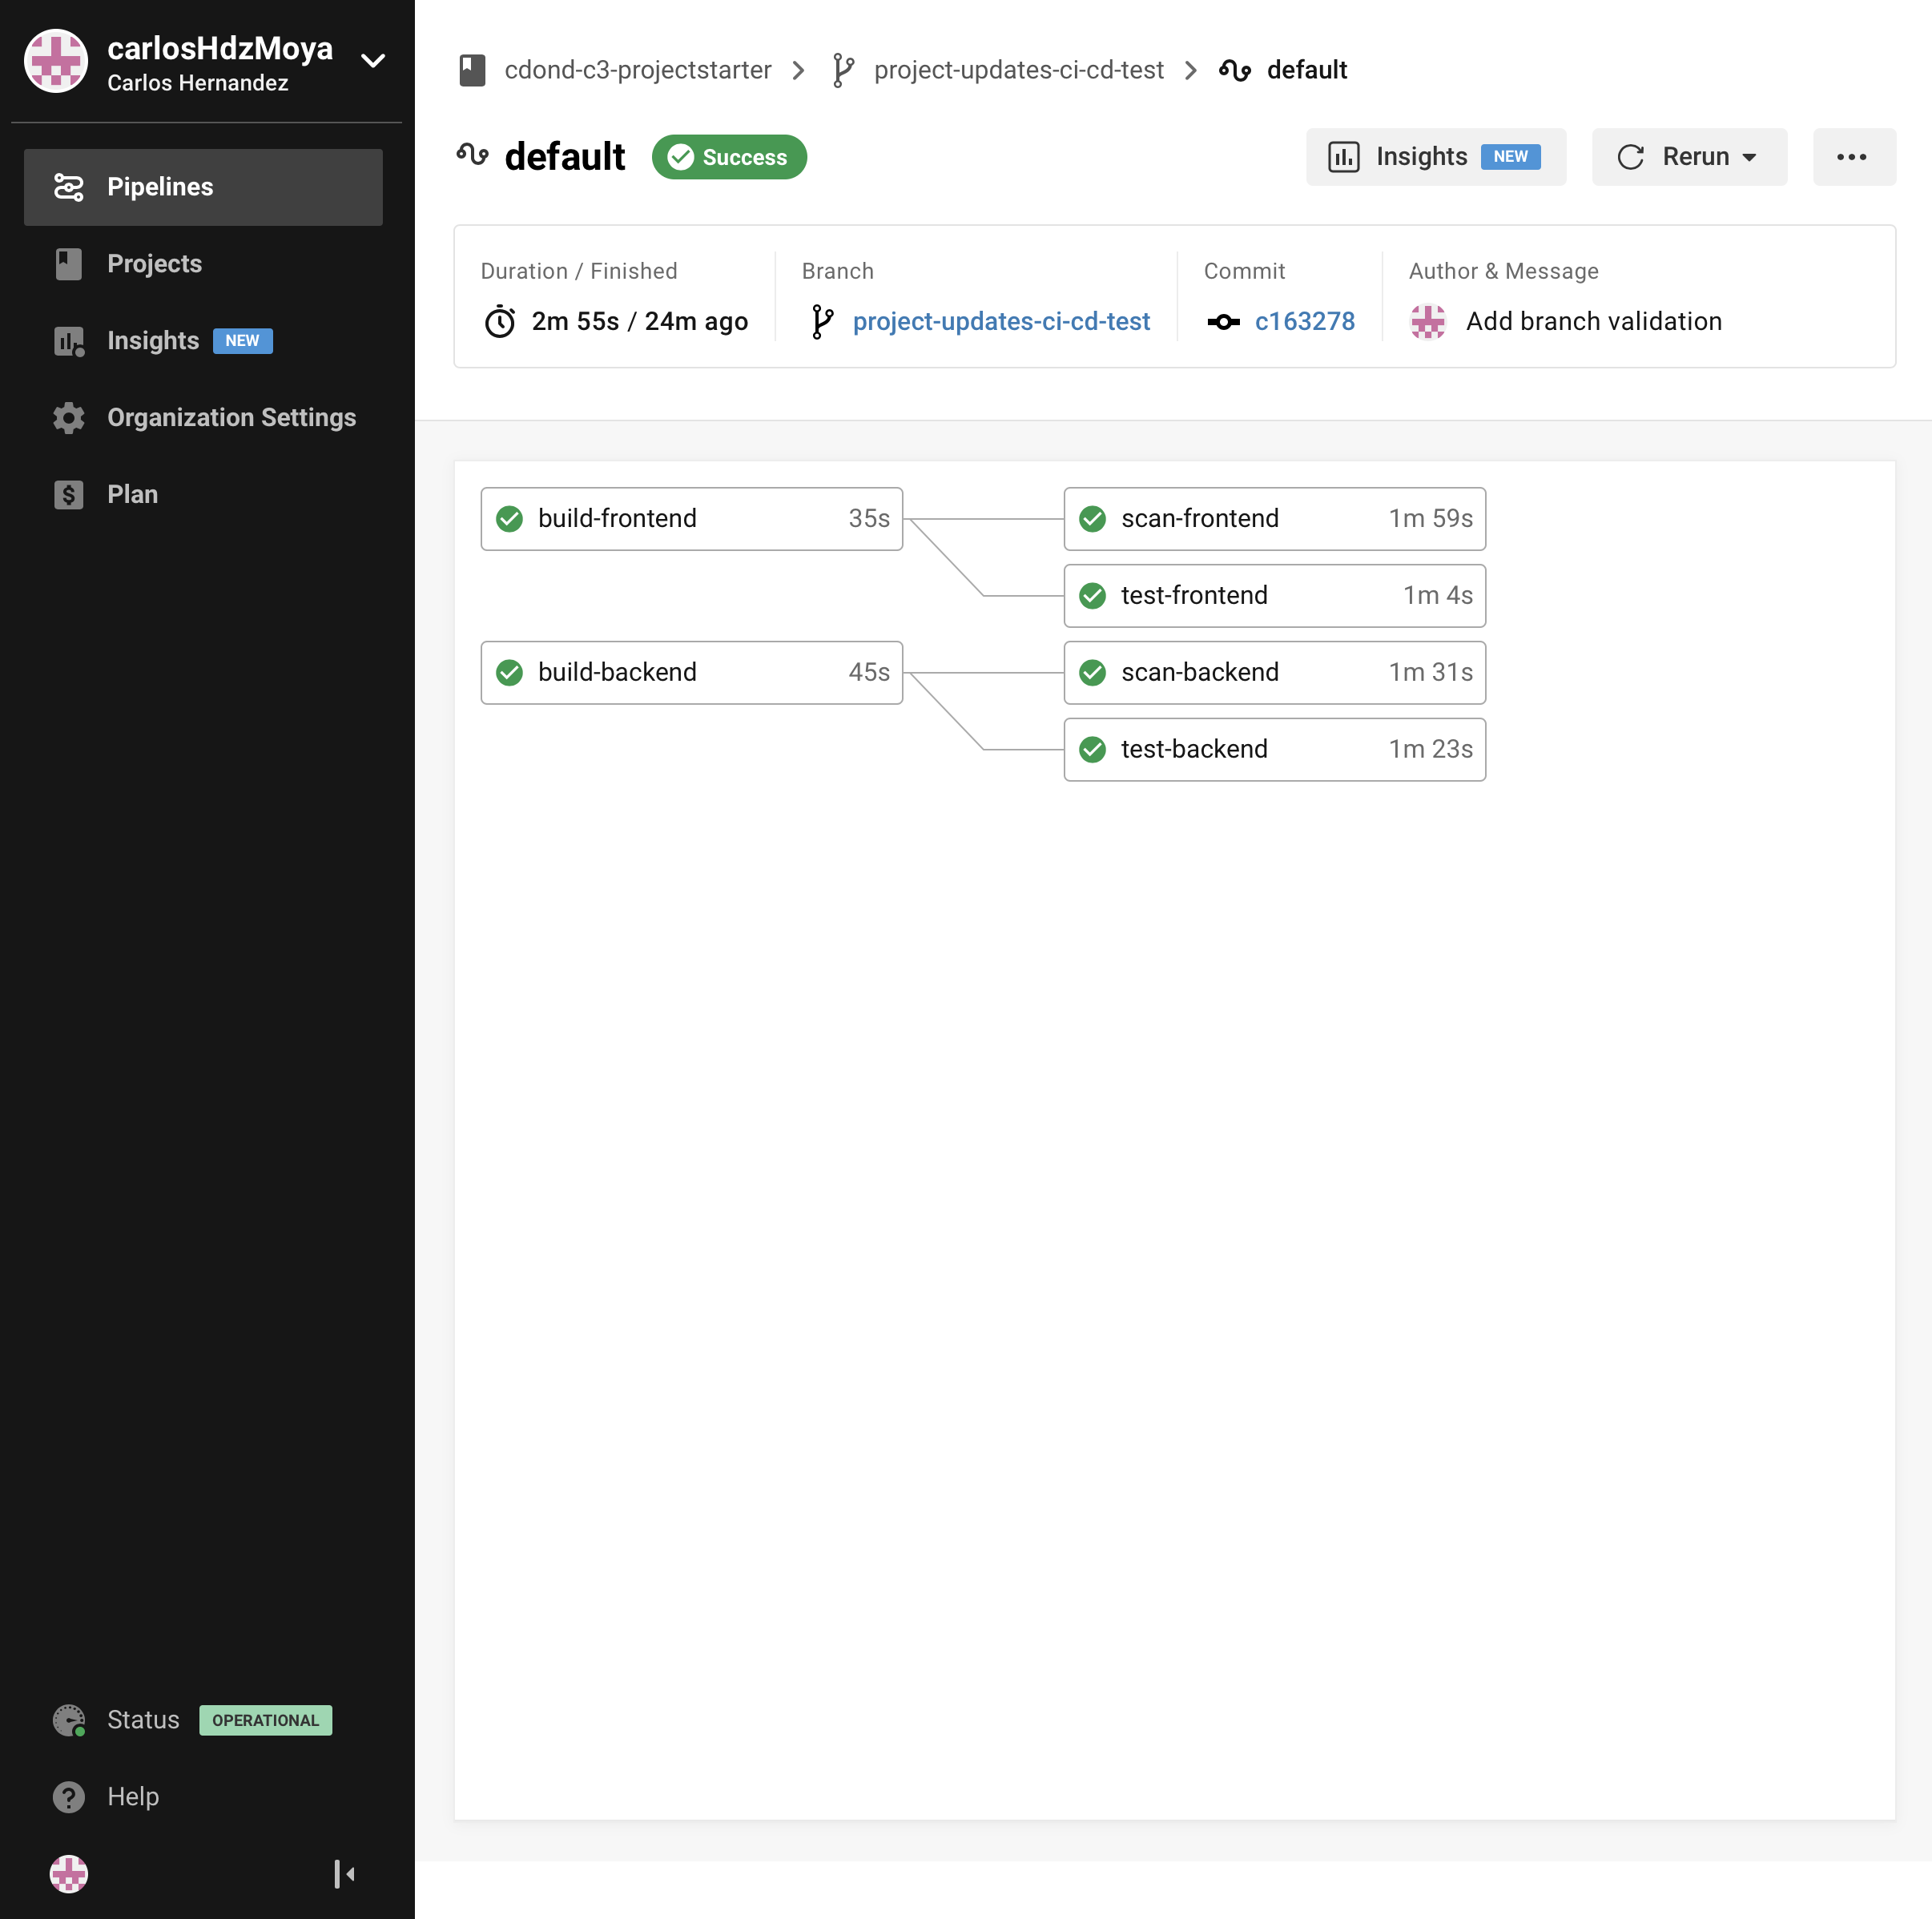 carlosHdzMoya
Carlos Hernandez
Pipelines
Projects
Insights NEW
Organization Settings
Plan
Status OPERATIONAL
Help
cdond-c3-projectstarter project-updates-ci-cd-test default
default Success Insights NEW Rerun
Duration / Finished Branch Commit Author & Message
2m 55s / 24m ago project-updates-ci-cd-test c163278 Add branch validation
build-frontend 35s scan-frontend 1m 59s
test-frontend 1m 4s
build-backend 45s scan-backend 1m 31s
test-backend 1m 23s